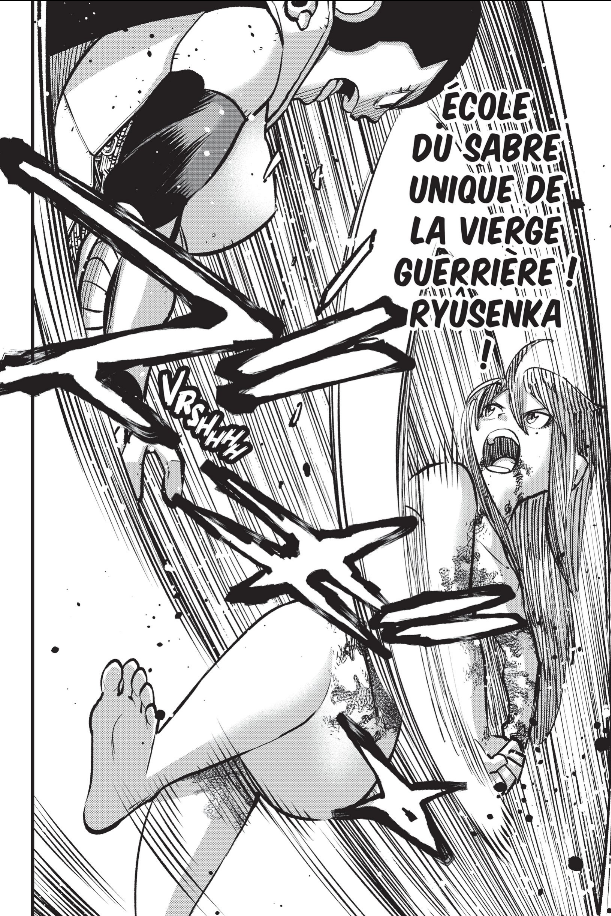 ÉCOLE
DU SABRE
UNIQUE DE
LA VIERGE
GUERRIÈRE !
RYÛSENKA
!
VRSHHHH